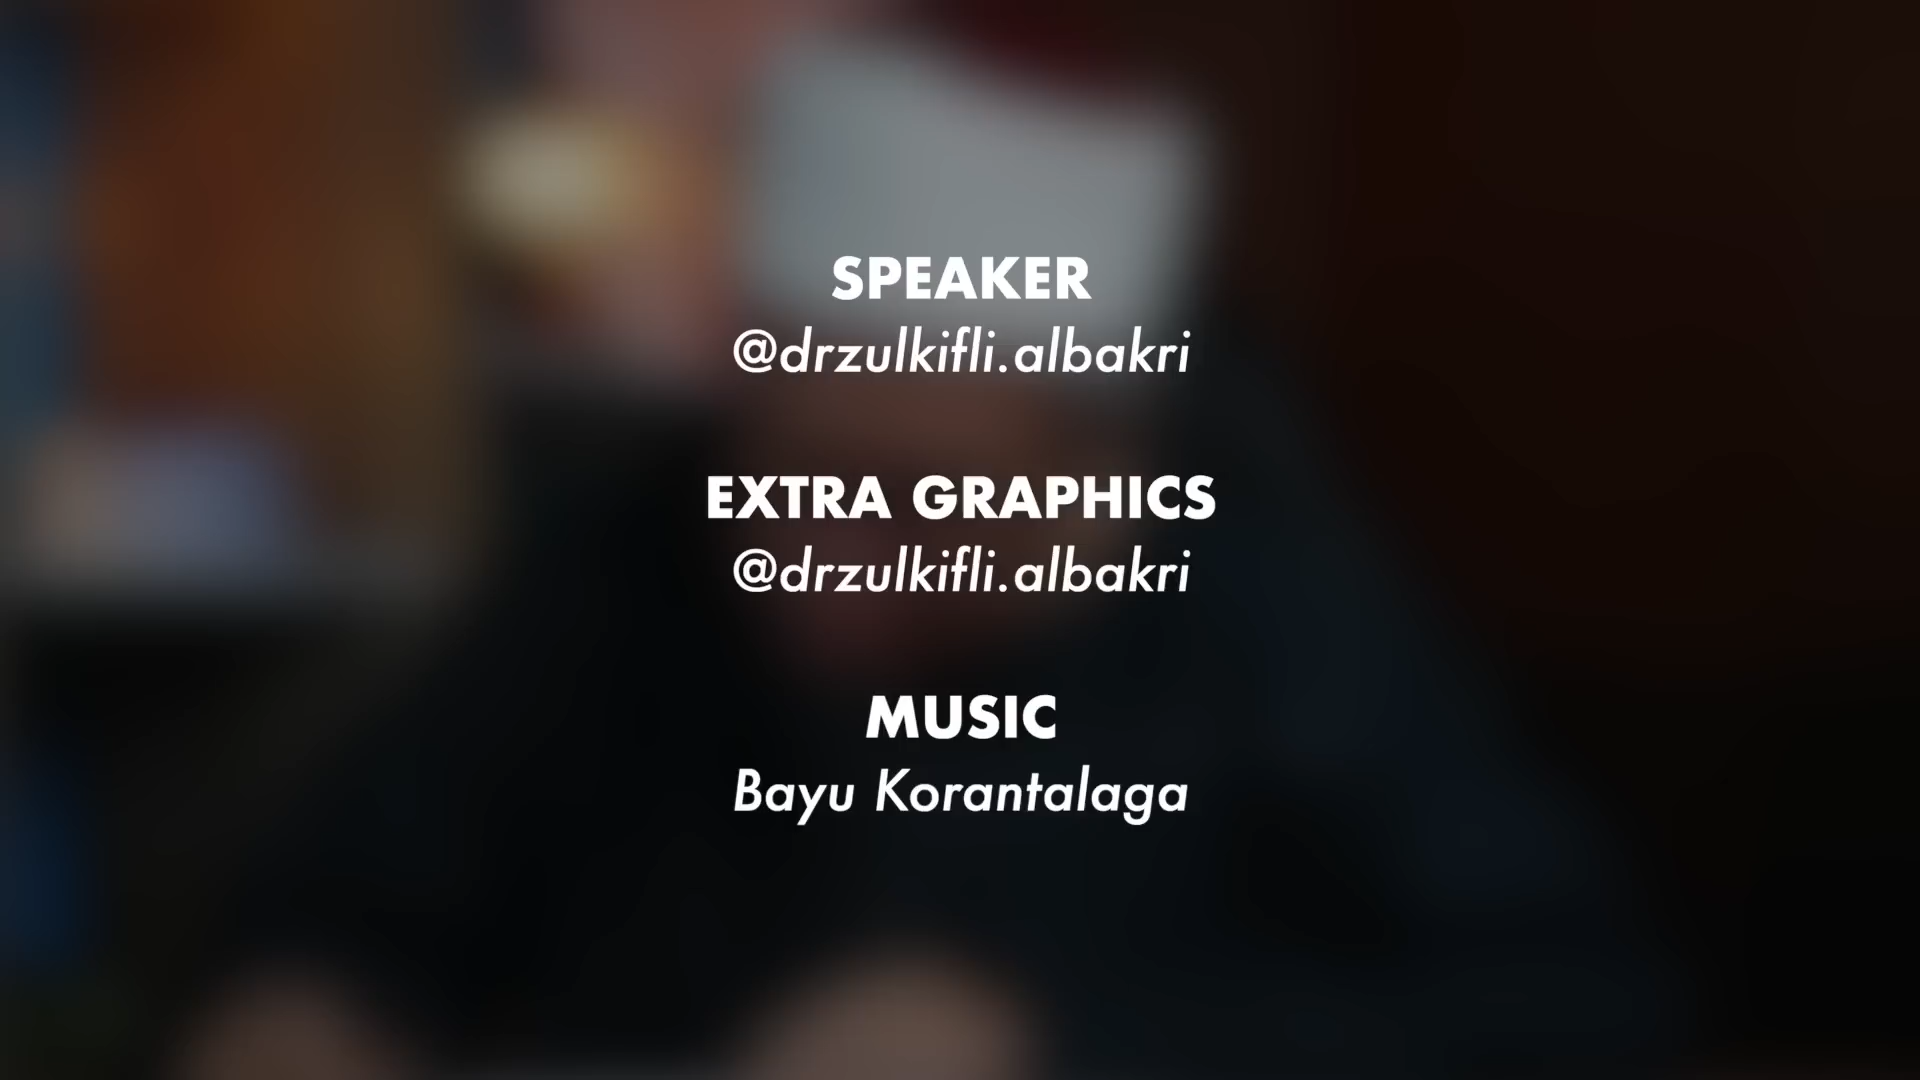 SPEAKER
@drzulkifli.albakri
EXTRA GRAPHICS
@drzulkifli.albakri
MUSIC
Bayu Korantalaga